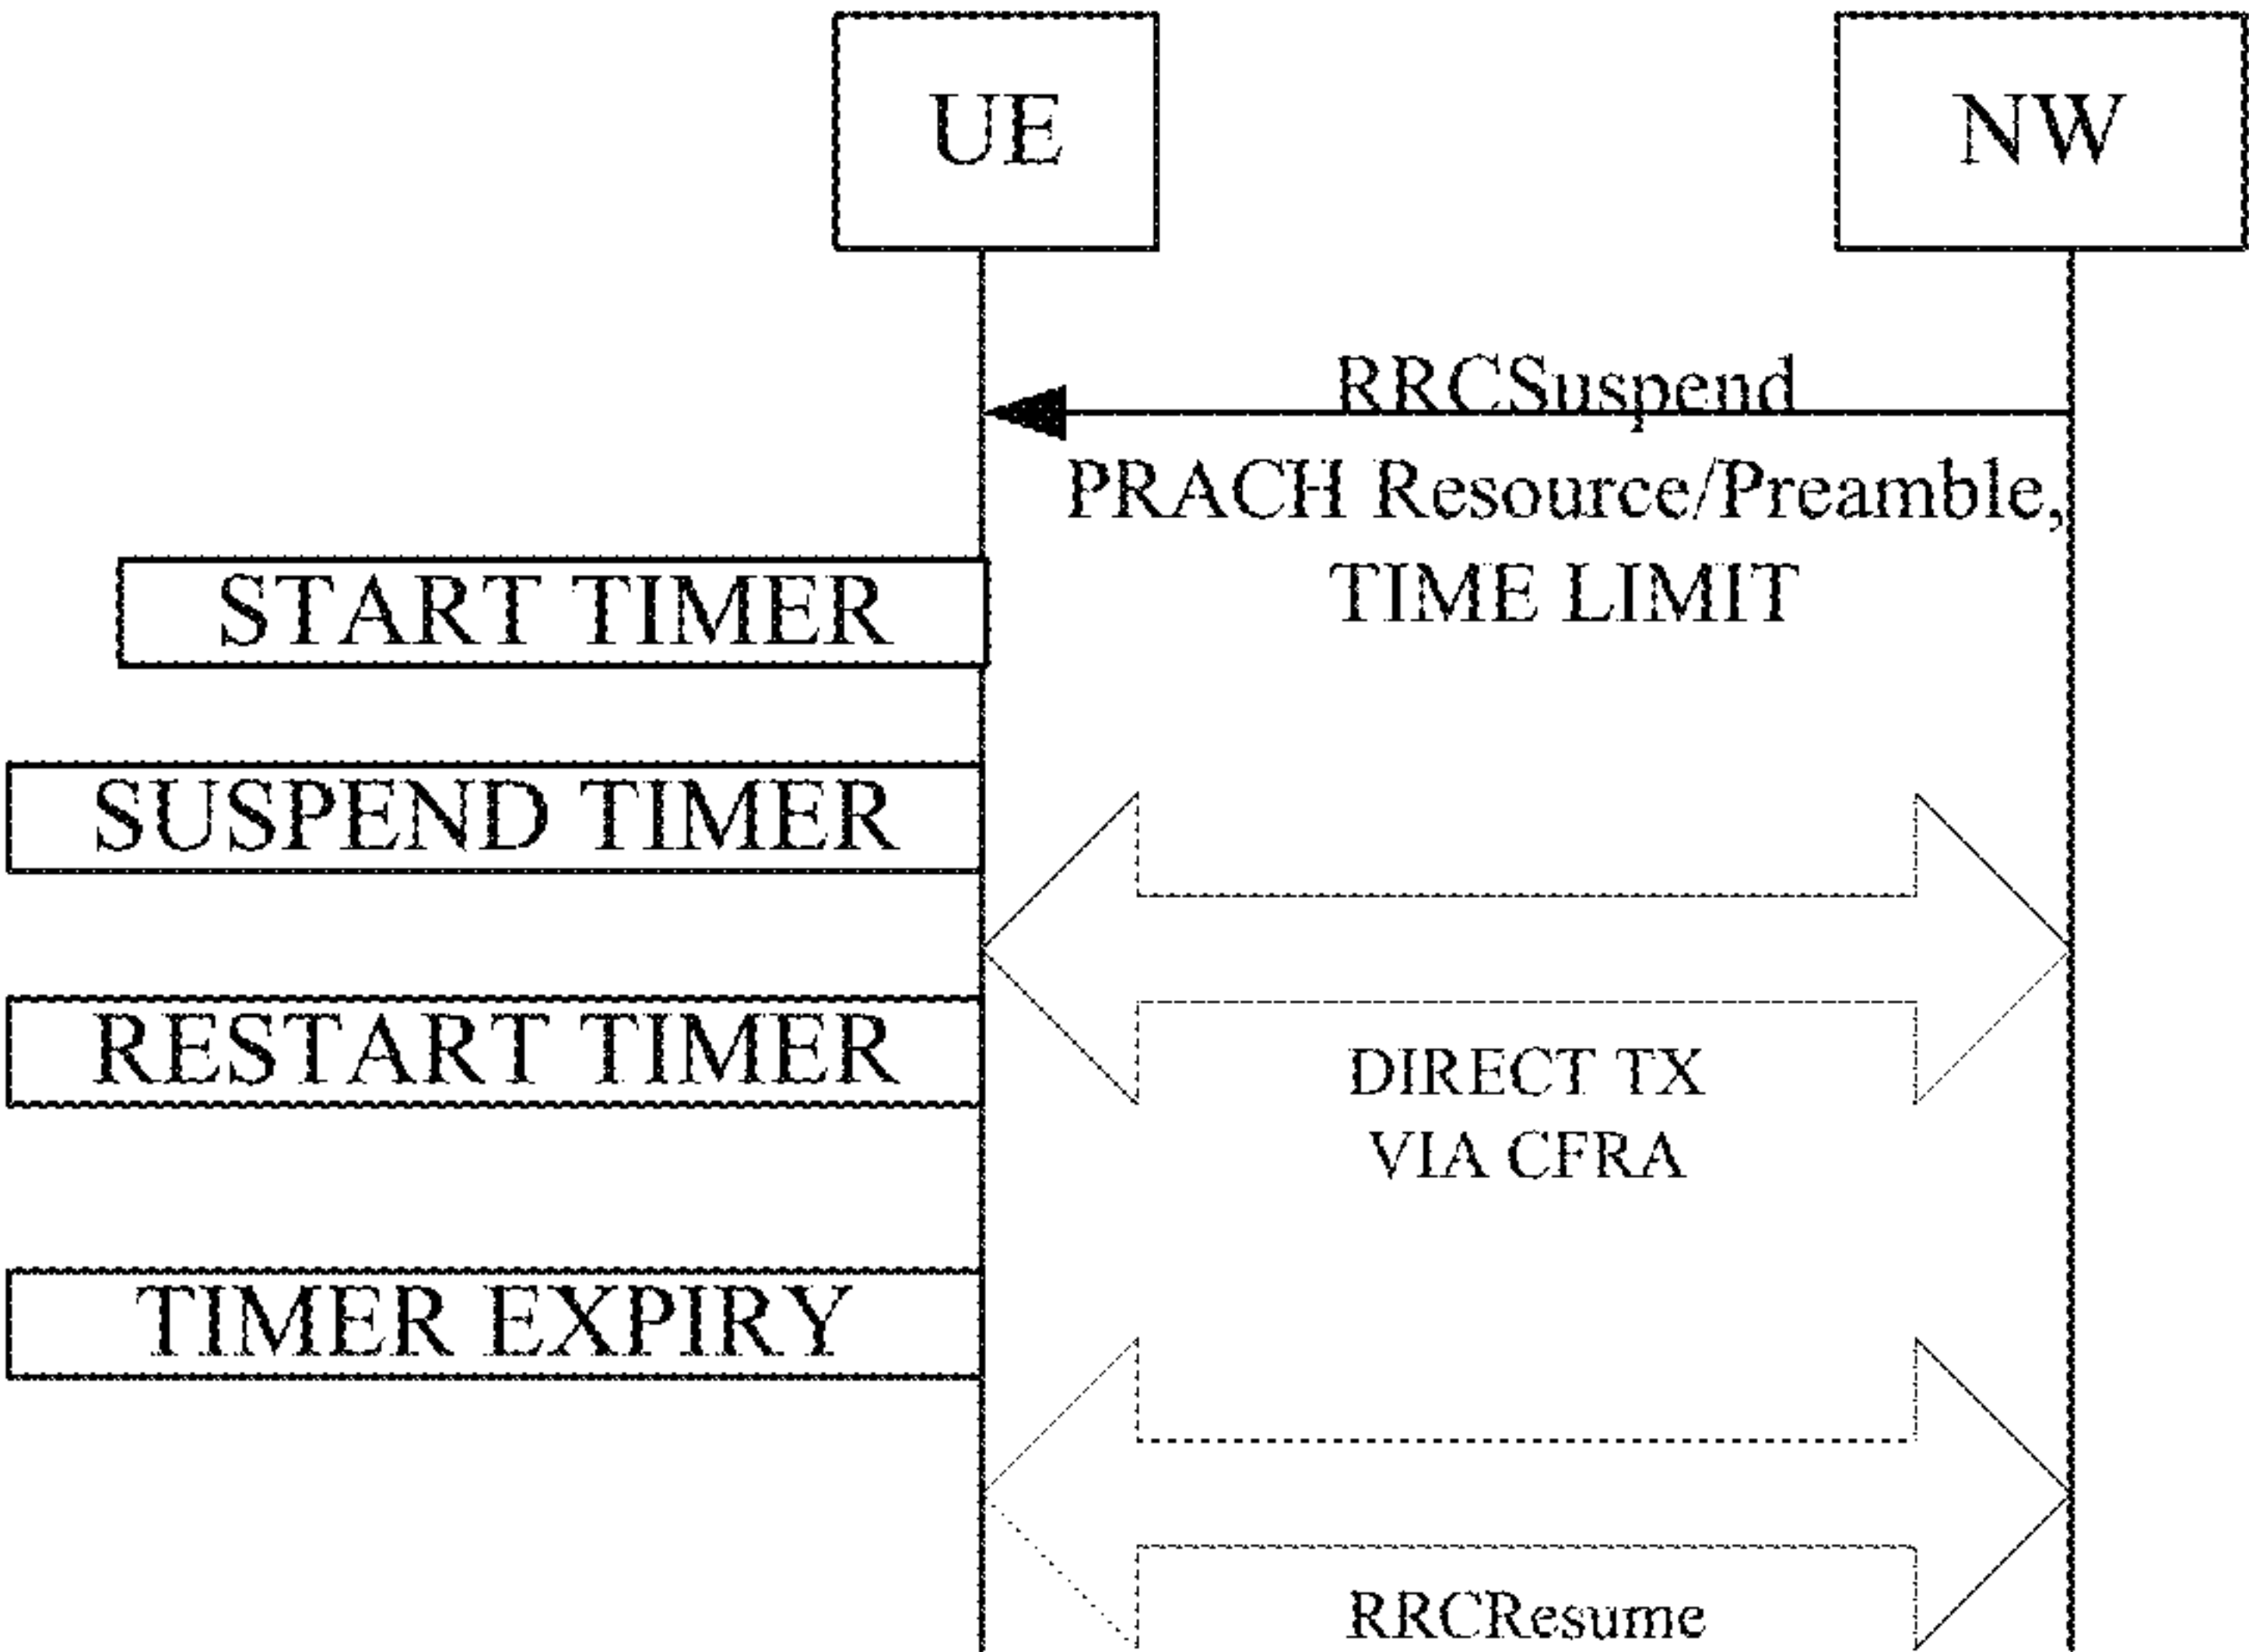 UE
NW
RRCSuspend
PRACH Resource/Preamble,
TIME LIMIT
START TIMER
SUSPEND TIMER
RESTART TIMER
DIRECT TX
VIA CFRA
TIMER EXPIRY
RRCResume